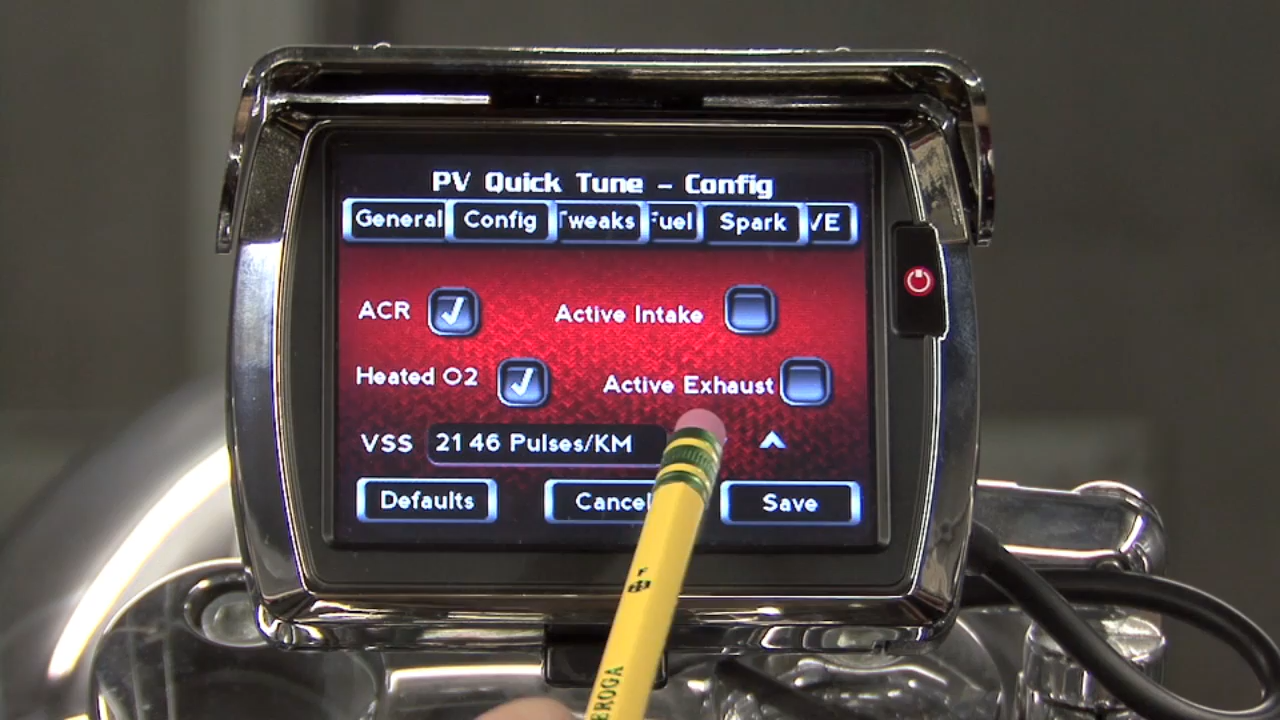 PV Quick Tune - Config
General Config Tweaks Fuel Spark VE
ACR Active Intake
Heated O2 Active Exhaust
VSS 2146 Pulses/KM
Defaults Cancel Save
F
EROGA